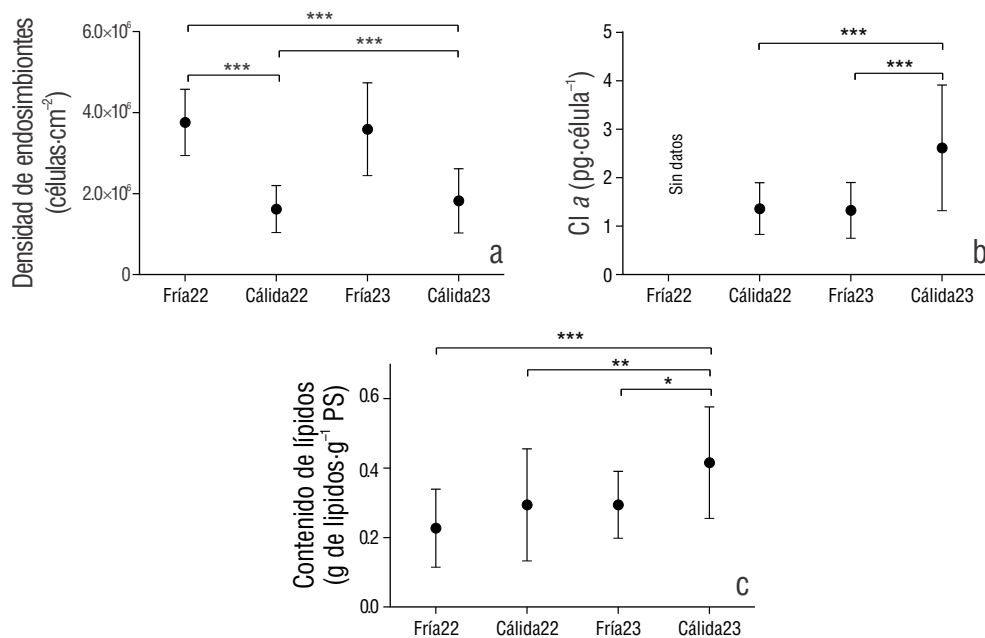 Densidad de endosimbiontes
(células·cm⁻²)
6.0×10⁶
4.0×10⁶
2.0×10⁶
0
***
***
***
Fría22 Cálida22 Fría23 Cálida23
a
Cl a (pg·célula⁻¹)
5
4
3
2
1
0
***
***
Sin datos
Fría22 Cálida22 Fría23 Cálida23
b
Contenido de lípidos
(g de lipidos·g⁻¹ PS)
0.6
0.4
0.2
0.0
***
**
*
Fría22 Cálida22 Fría23 Cálida23
c